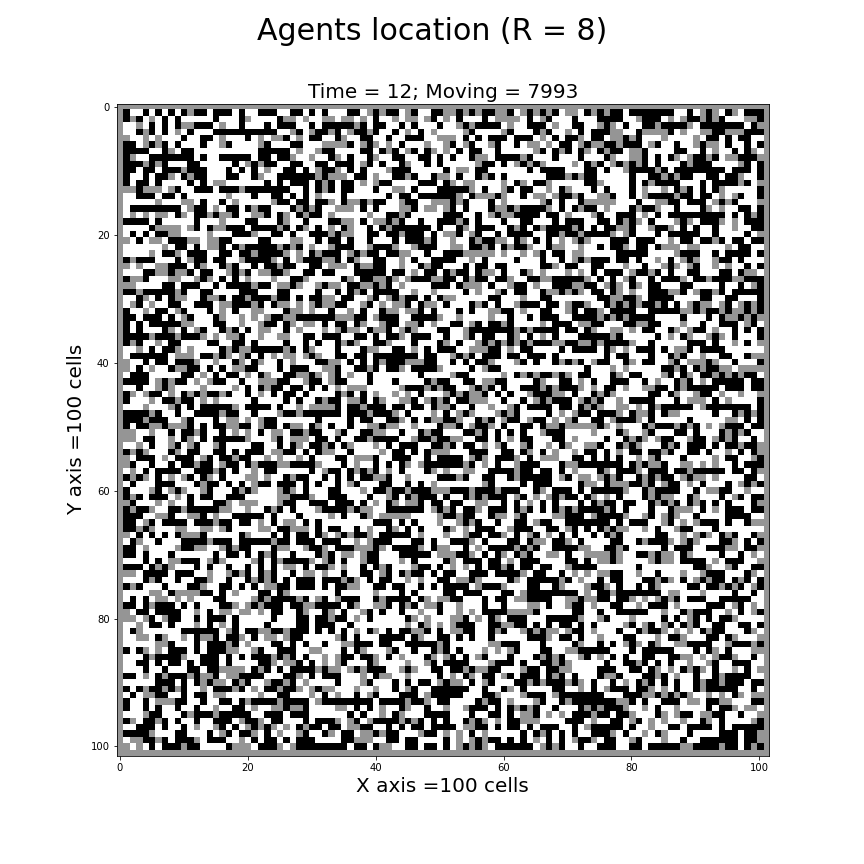 Agents location (R = 8)
Time = 12; Moving = 7993
0
20
40
60
80
100
Y axis =100 cells
0 20 40 60 80 100
X axis =100 cells